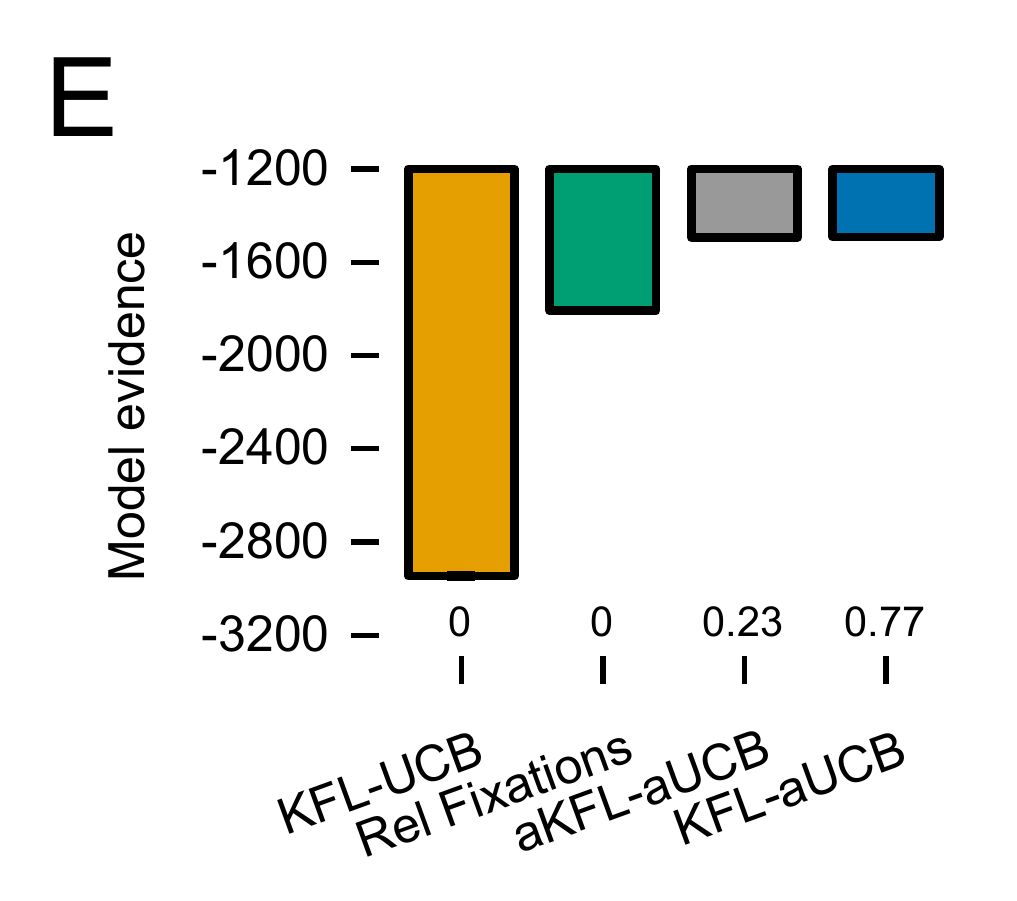 E
-1200
-1600
-2000
-2400
-2800
-3200
Model evidence
0 0 0.23 0.77
KFL-UCB
Rel Fixations
aKFL-aUCB
KFL-aUCB